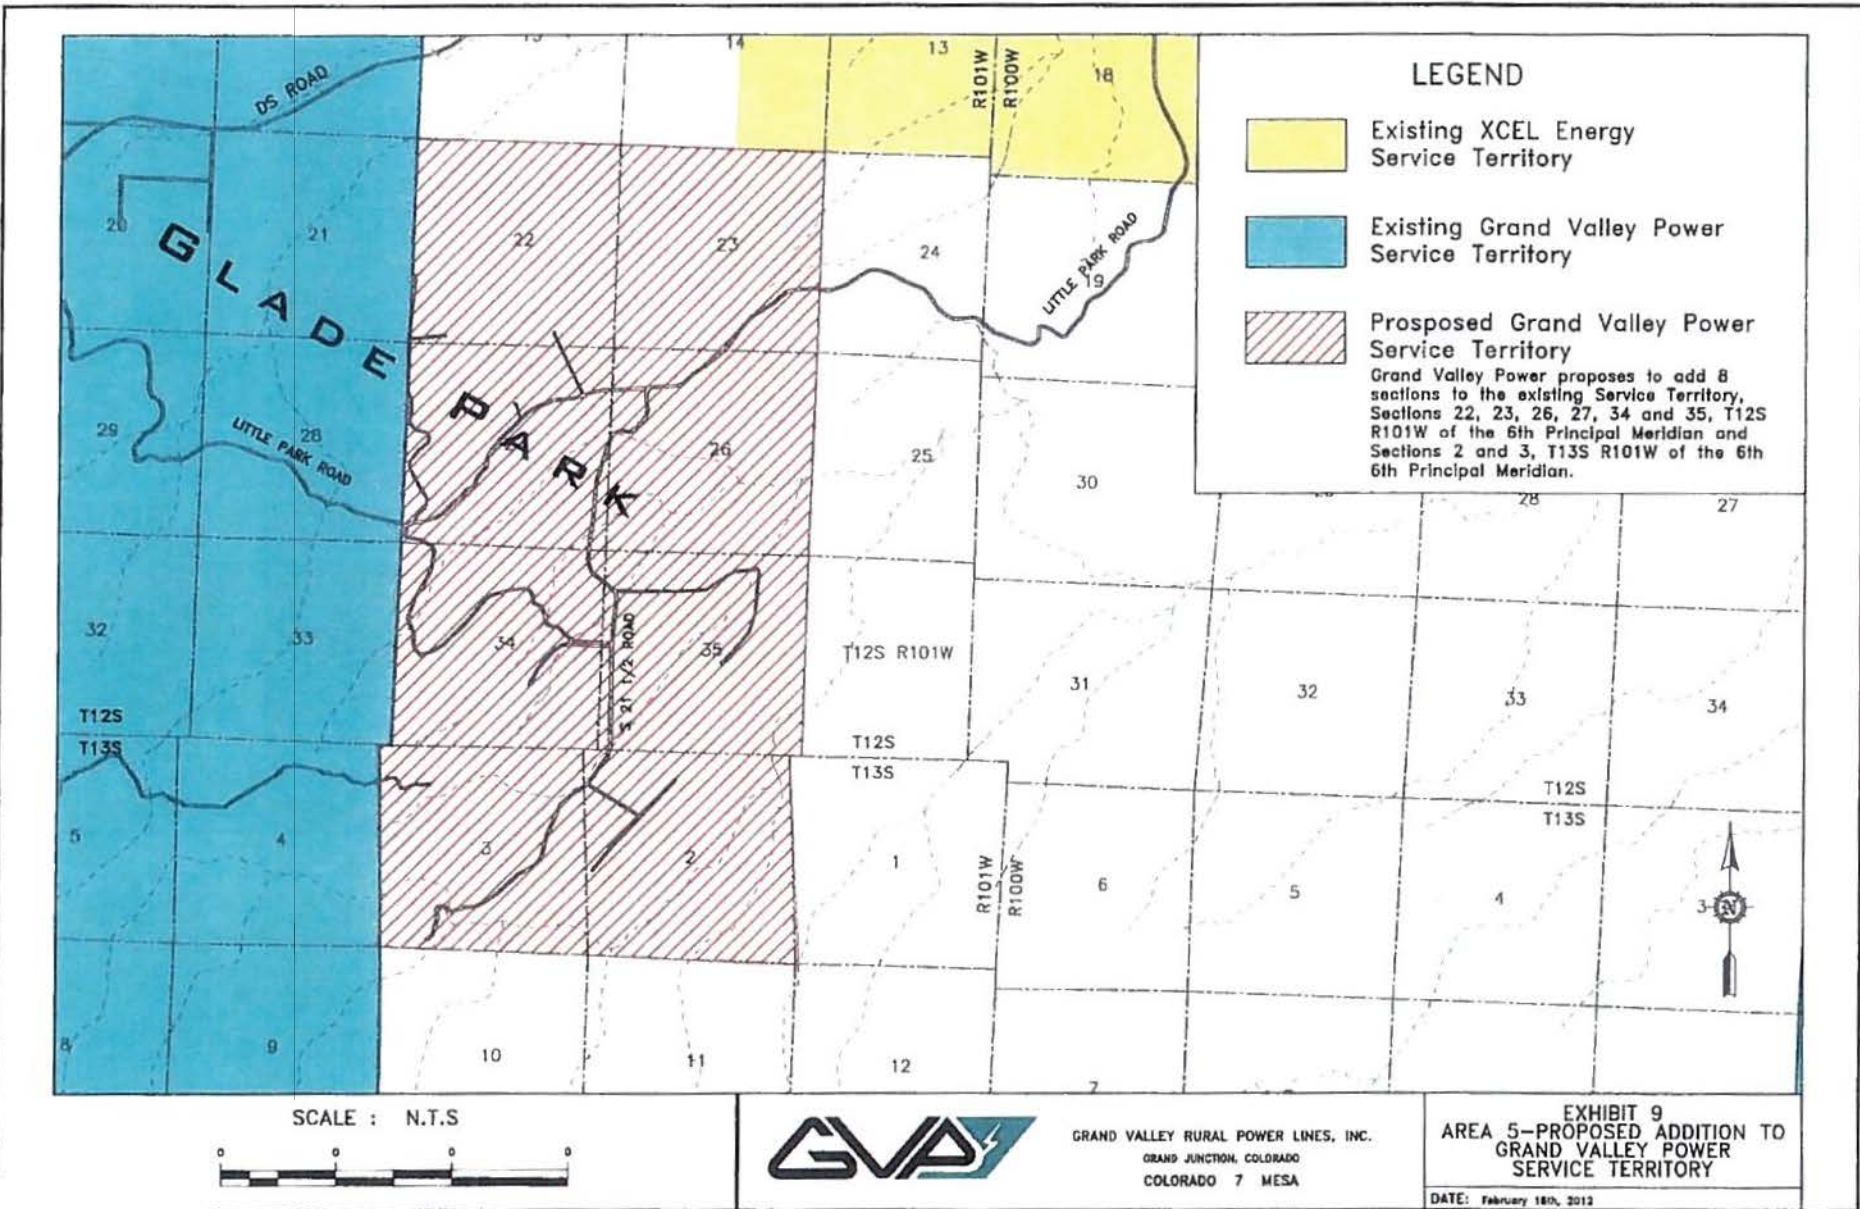 14
13
R101W
R100W
18
DS ROAD
20
21
22
23
24
LITTLE PARK ROAD
19
GLADE PARK
29
28
LITTLE PARK ROAD
26
25
30
28
27
32
33
34
35
S 21 1/2 ROAD
T12S R101W
31
32
33
34
T12S
T13S
T12S
T13S
T12S
T13S
5
4
3
2
1
R101W
R100W
6
5
4
3
N
8
9
10
11
12
7
LEGEND
Existing XCEL Energy
Service Territory
Existing Grand Valley Power
Service Territory
Prosposed Grand Valley Power
Service Territory
Grand Valley Power proposes to add 8
sections to the existing Service Territory,
Sections 22, 23, 26, 27, 34 and 35, T12S
R101W of the 6th Principal Meridian and
Sections 2 and 3, T13S R101W of the 6th
6th Principal Meridian.
SCALE : N.T.S
0 0 0 0
GVP
GRAND VALLEY RURAL POWER LINES, INC.
GRAND JUNCTION, COLORADO
COLORADO 7 MESA
EXHIBIT 9
AREA 5-PROPOSED ADDITION TO
GRAND VALLEY POWER
SERVICE TERRITORY
DATE: February 16th, 2012